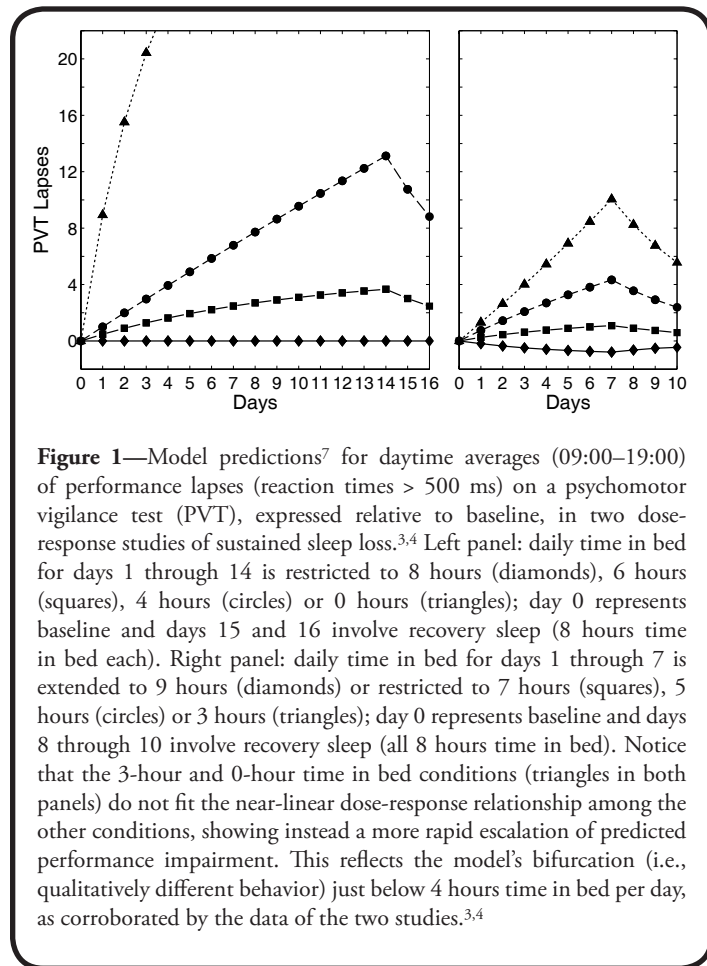 20
16
12
8
4
0
PVT Lapses
0 1 2 3 4 5 6 7 8 9 10 11 12 13 14 15 16
Days
0 1 2 3 4 5 6 7 8 9 10
Days
Figure 1—Model predictions⁷ for daytime averages (09:00–19:00)
of performance lapses (reaction times > 500 ms) on a psychomotor
vigilance test (PVT), expressed relative to baseline, in two dose-
response studies of sustained sleep loss.³,⁴ Left panel: daily time in bed
for days 1 through 14 is restricted to 8 hours (diamonds), 6 hours
(squares), 4 hours (circles) or 0 hours (triangles); day 0 represents
baseline and days 15 and 16 involve recovery sleep (8 hours time
in bed each). Right panel: daily time in bed for days 1 through 7 is
extended to 9 hours (diamonds) or restricted to 7 hours (squares), 5
hours (circles) or 3 hours (triangles); day 0 represents baseline and days
8 through 10 involve recovery sleep (all 8 hours time in bed). Notice
that the 3-hour and 0-hour time in bed conditions (triangles in both
panels) do not fit the near-linear dose-response relationship among the
other conditions, showing instead a more rapid escalation of predicted
performance impairment. This reflects the model’s bifurcation (i.e.,
qualitatively different behavior) just below 4 hours time in bed per day,
as corroborated by the data of the two studies.³,⁴